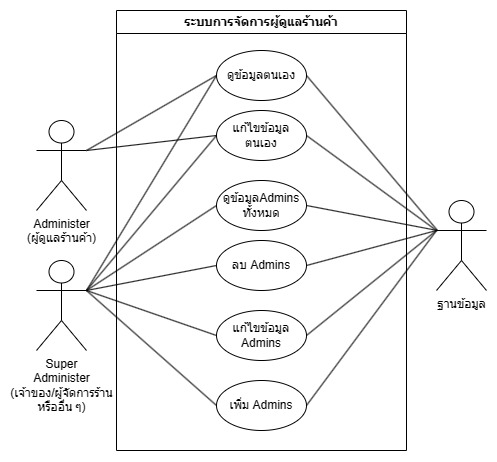 ระบบการจัดการผู้ดูแลร้านค้า
ดูข้อมูลตนเอง
แก้ไขข้อมูล
ตนเอง
ดูข้อมูลAdmins
ทั้งหมด
ลบ Admins
แก้ไขข้อมูล
Admins
เพิ่ม Admins
Administer
(ผู้ดูแลร้านค้า)
Super
Administer
(เจ้าของ/ผู้จัดการร้าน
หรืออื่น ๆ)
ฐานข้อมูล